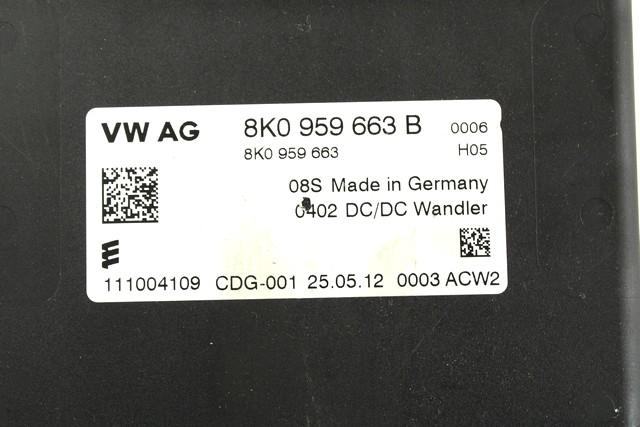 VW AG 8K0 959 663 B 0006
8K0 959 663 H05
08S Made in Germany
0402 DC/DC Wandler
111004109 CDG-001 25.05.12 0003 ACW2